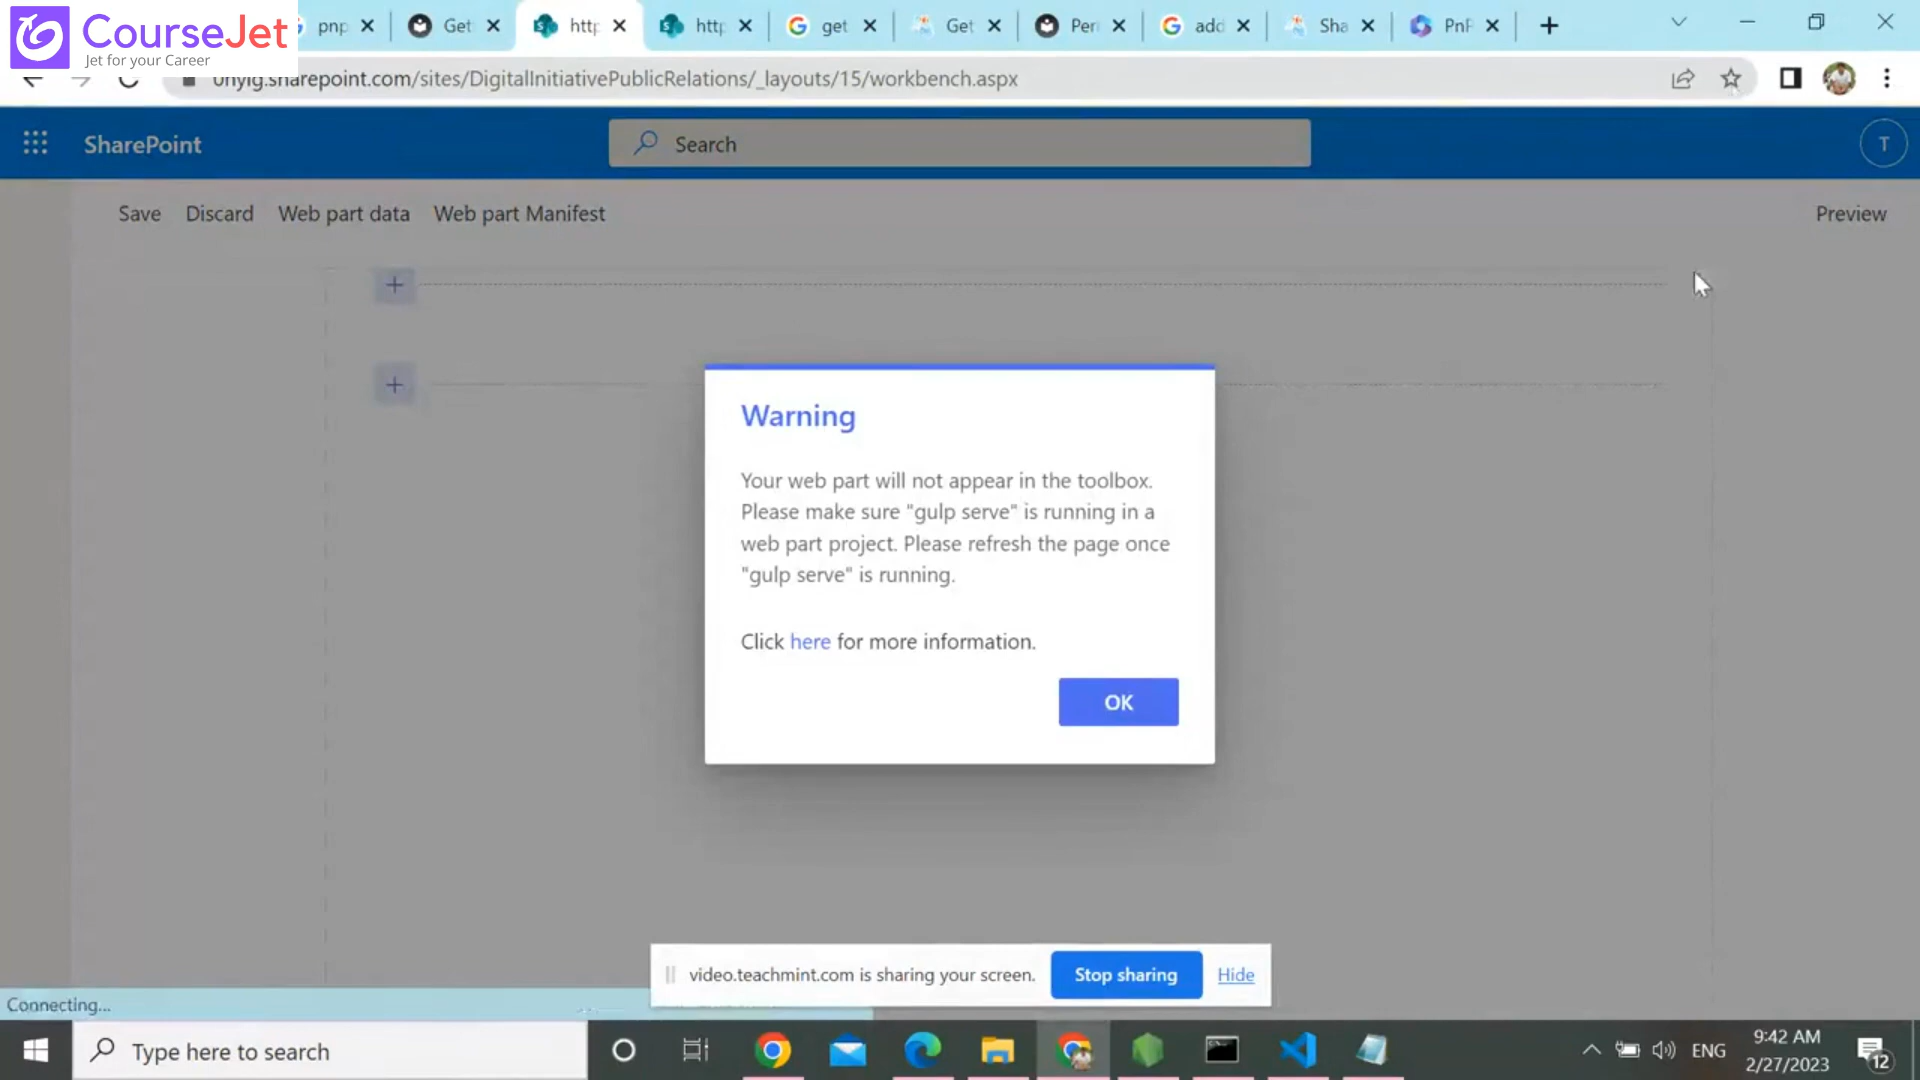 CourseJet
Jet for your Career
pnp
Get
http
http
get
Get
Per
add
Sha
PnP
unylg.sharepoint.com/sites/DigitalInitiativePublicRelations/_layouts/15/workbench.aspx
SharePoint
Search
T
Save Discard Web part data Web part Manifest
Preview
Warning
Your web part will not appear in the toolbox.
Please make sure "gulp serve" is running in a
web part project. Please refresh the page once
"gulp serve" is running.
Click here for more information.
OK
video.teachmint.com is sharing your screen.
Stop sharing
Hide
Connecting...
Type here to search
ENG
9:42 AM
2/27/2023
12